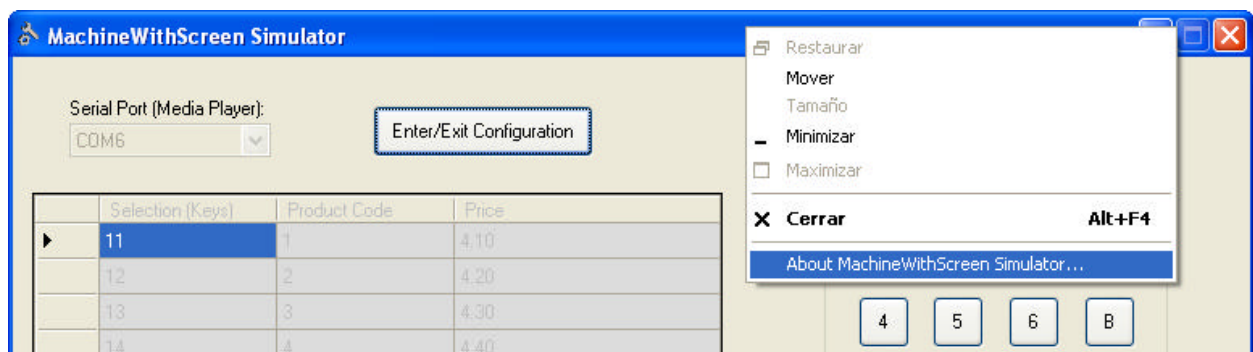 MachineWithScreen Simulator
Restaurar
Mover
Tamaño
Minimizar
Maximizar
Cerrar Alt+F4
About MachineWithScreen Simulator...
Serial Port (Media Player):
COM6
Enter/Exit Configuration
Selection (Keys) Product Code Price
11 1 4.10
12 2 4.20
13 3 4.30
14 4 4.40
4 5 6 B